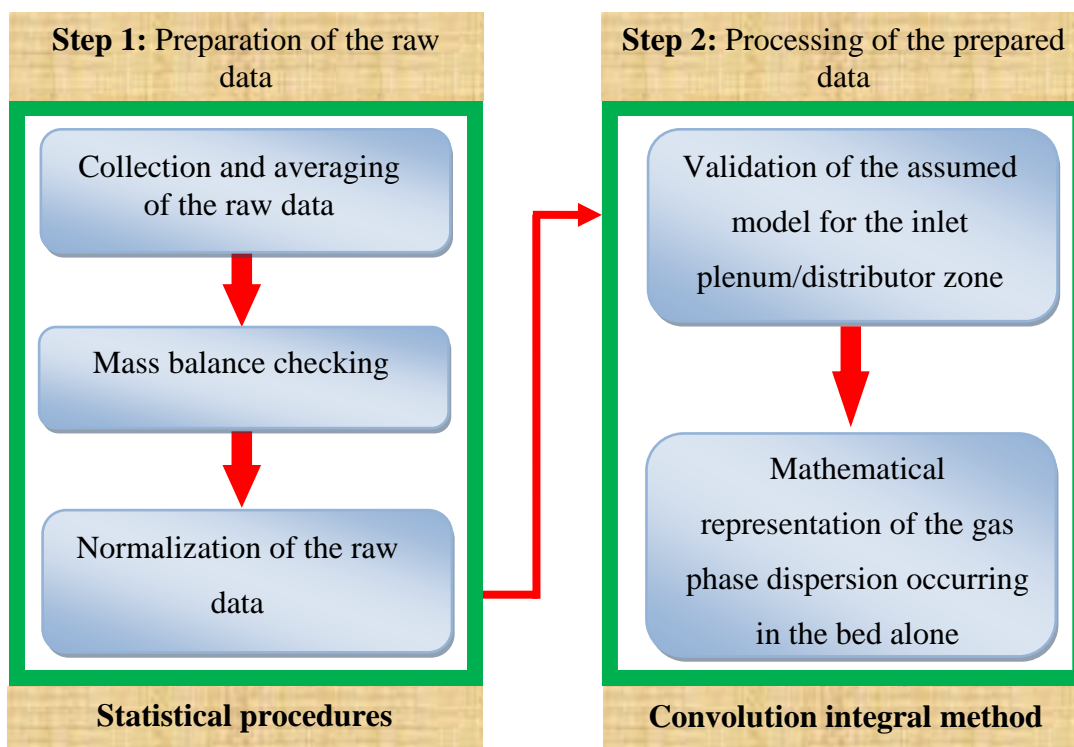 Step 1: Preparation of the raw
data
Collection and averaging
of the raw data
Mass balance checking
Normalization of the raw
data
Statistical procedures
Step 2: Processing of the prepared
data
Validation of the assumed
model for the inlet
plenum/distributor zone
Mathematical
representation of the gas
phase dispersion occurring
in the bed alone
Convolution integral method